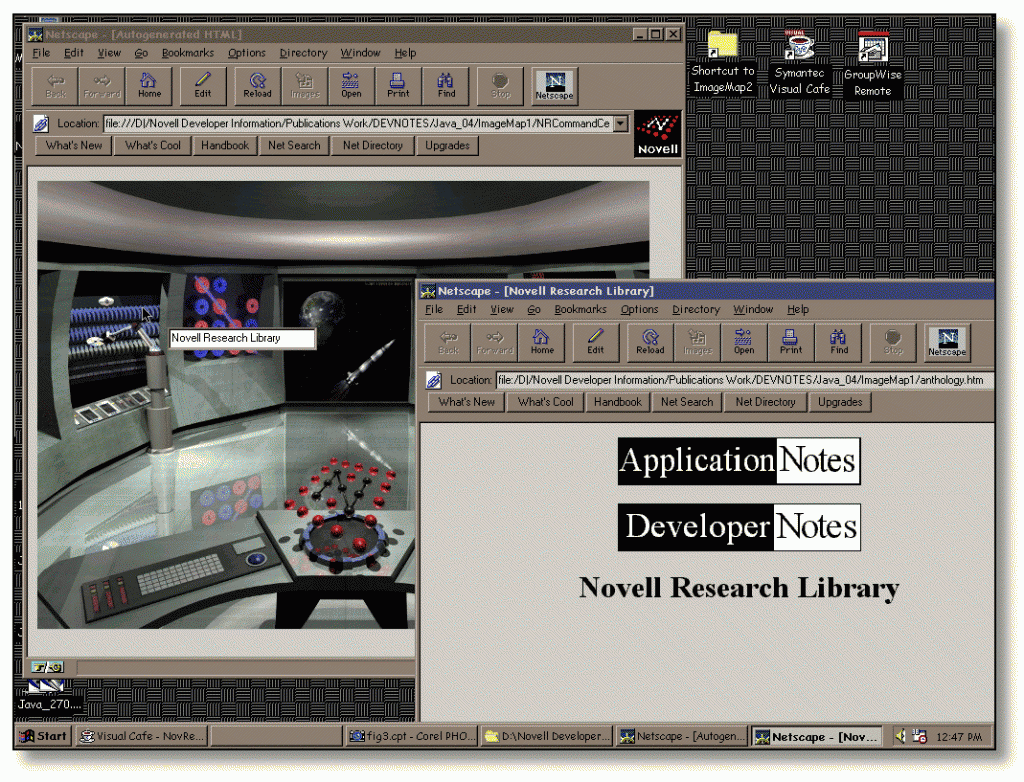 Netscape - [Autogenerated HTML]
File Edit View Go Bookmarks Options Directory Window Help
Back Forward Home Edit Reload Images Open Print Find Stop Netscape
Location: file:///D|/Novell Developer Information/Publications Work/DEVNOTES/Java_04/ImageMap1/NRCommandCe
What's New What's Cool Handbook Net Search Net Directory Upgrades
Novell
Shortcut to ImageMap2
Symantec Visual Cafe
GroupWise Remote
Novell Research Library
Netscape - [Novell Research Library]
File Edit View Go Bookmarks Options Directory Window Help
Back Forward Home Edit Reload Images Open Print Find Stop Netscape
Location: file:/D|/Novell Developer Information/Publications Work/DEVNOTES/Java_04/ImageMap1/anthology.htm
What's New What's Cool Handbook Net Search Net Directory Upgrades
Application Notes
Developer Notes
Novell Research Library
Java_270....
Start Visual Cafe - NovRe... fig3.cpt - Corel PHO... D:\Novell Developer... Netscape - [Autogen... Netscape - [Nov... 12:47 PM